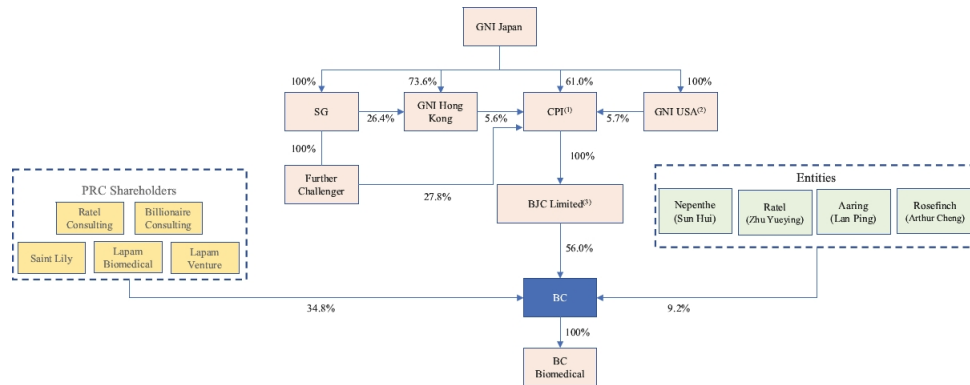 GNI Japan
100%
73.6%
61.0%
100%
SG
26.4%
GNI Hong
Kong
5.6%
CPI(1)
5.7%
GNI USA(2)
100%
100%
Further
Challenger
27.8%
BJC Limited(3)
PRC Shareholders
Ratel
Consulting
Billionaire
Consulting
Saint Lily
Lapam
Biomedical
Lapam
Venture
Entities
Nepenthe
(Sun Hui)
Ratel
(Zhu Yueying)
Aaring
(Lan Ping)
Rosefinch
(Arthur Cheng)
56.0%
34.8%
BC
9.2%
100%
BC
Biomedical